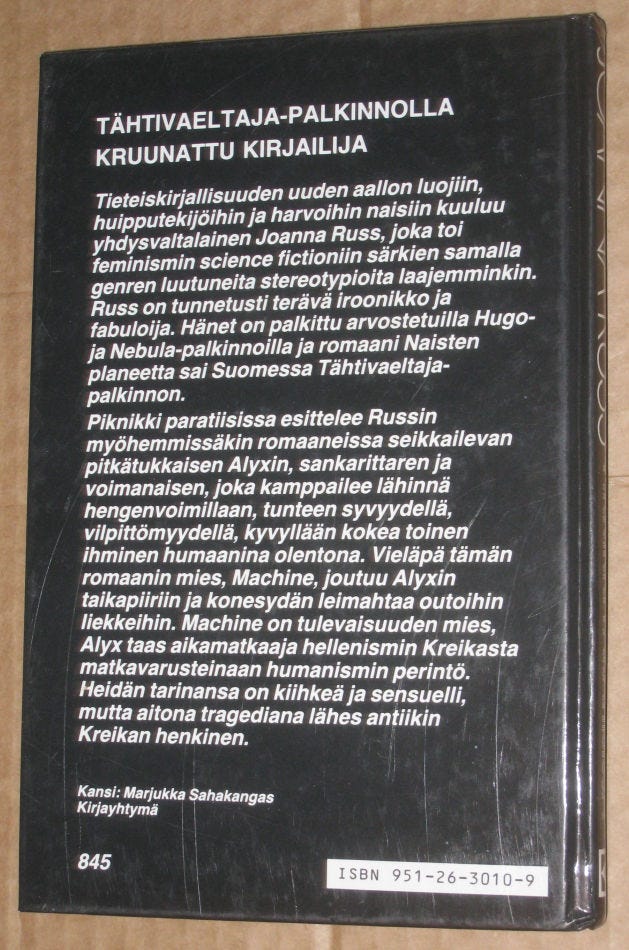 TÄHTIVAELTAJA-PALKINNOLLA
KRUUNATTU KIRJAILIJA
Tieteiskirjallisuuden uuden aallon luojiin,
huipputekijöihin ja harvoihin naisiin kuuluu
yhdysvaltalainen Joanna Russ, joka toi
feminismin science fictioniin särkien samalla
genren luutuneita stereotypioita laajemminkin.
Russ on tunnetusti terävä iroonikko ja
fabuloija. Hänet on palkittu arvostetuilla Hugo-
ja Nebula-palkinnoilla ja romaani Naisten
planeetta sai Suomessa Tähtivaeltaja-
palkinnon.
Piknikki paratiisissa esittelee Russin
myöhemmissäkin romaaneissa seikkailevan
pitkätukkaisen Alyxin, sankarittaren ja
voimanaisen, joka kamppailee lähinnä
hengenvoimillaan, tunteen syvyydellä,
vilpittömyydellä, kyvyllään kokea toinen
ihminen humaanina olentona. Vieläpä tämän
romaanin mies, Machine, joutuu Alyxin
taikapiiriin ja konesydän leimahtaa outoihin
liekkeihin. Machine on tulevaisuuden mies,
Alyx taas aikamatkaaja hellenismin Kreikasta
matkavarusteinaan humanismin perintö.
Heidän tarinansa on kiihkeä ja sensuelli,
mutta aitona tragediana lähes antiikin
Kreikan henkinen.
Kansi: Marjukka Sahakangas
Kirjayhtymä
845
ISBN 951-26-3010-9
JOANNA RUSS